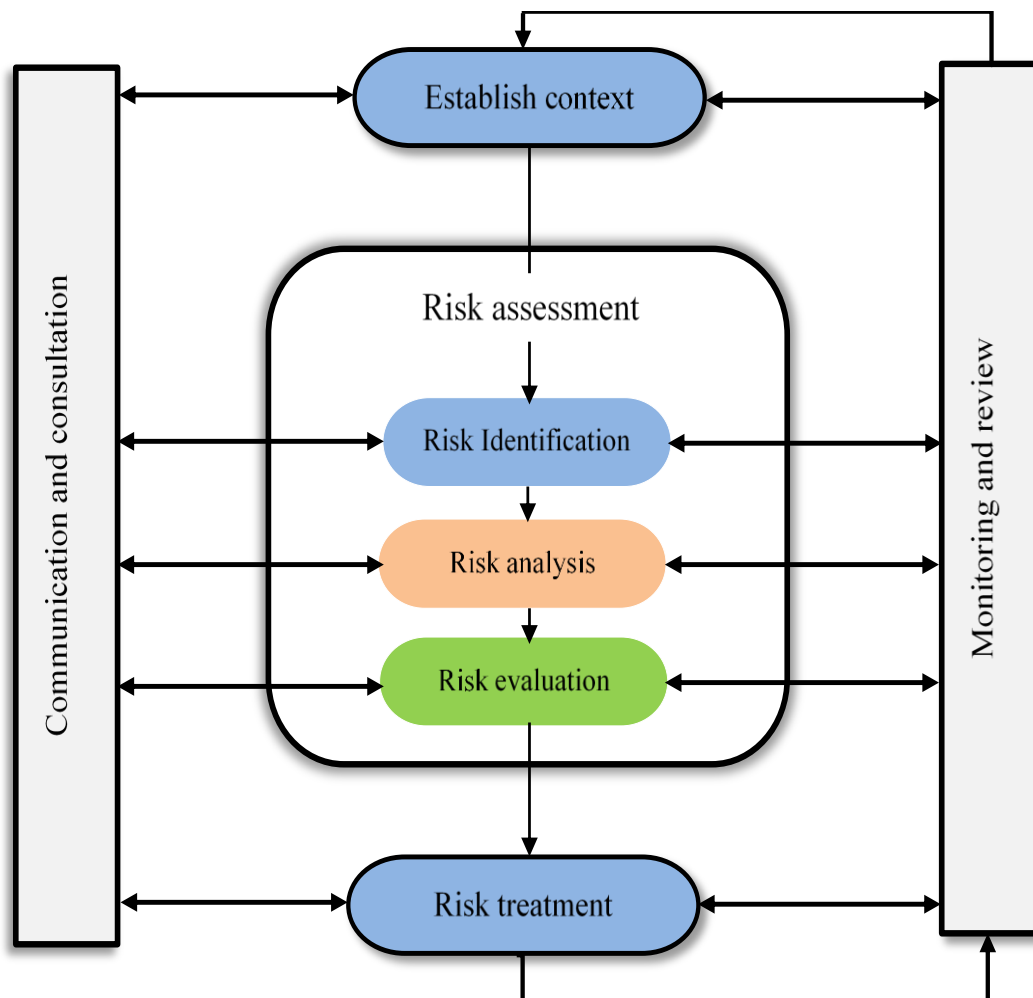 Establish context
Communication and consultation
Risk assessment
Risk Identification
Risk analysis
Risk evaluation
Risk treatment
Monitoring and review